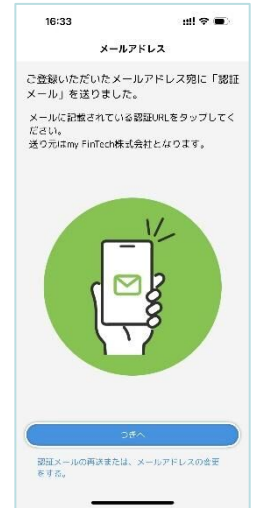 16:33
メールアドレス
ご登録いただいたメールアドレス宛に「認証
メール」を送りました。
メールに記載されている認証URLをタップしてく
ださい。
送り元はmy FinTech株式会社となります。
つぎへ
認証メールの再送または、メールアドレスの変更
をする。